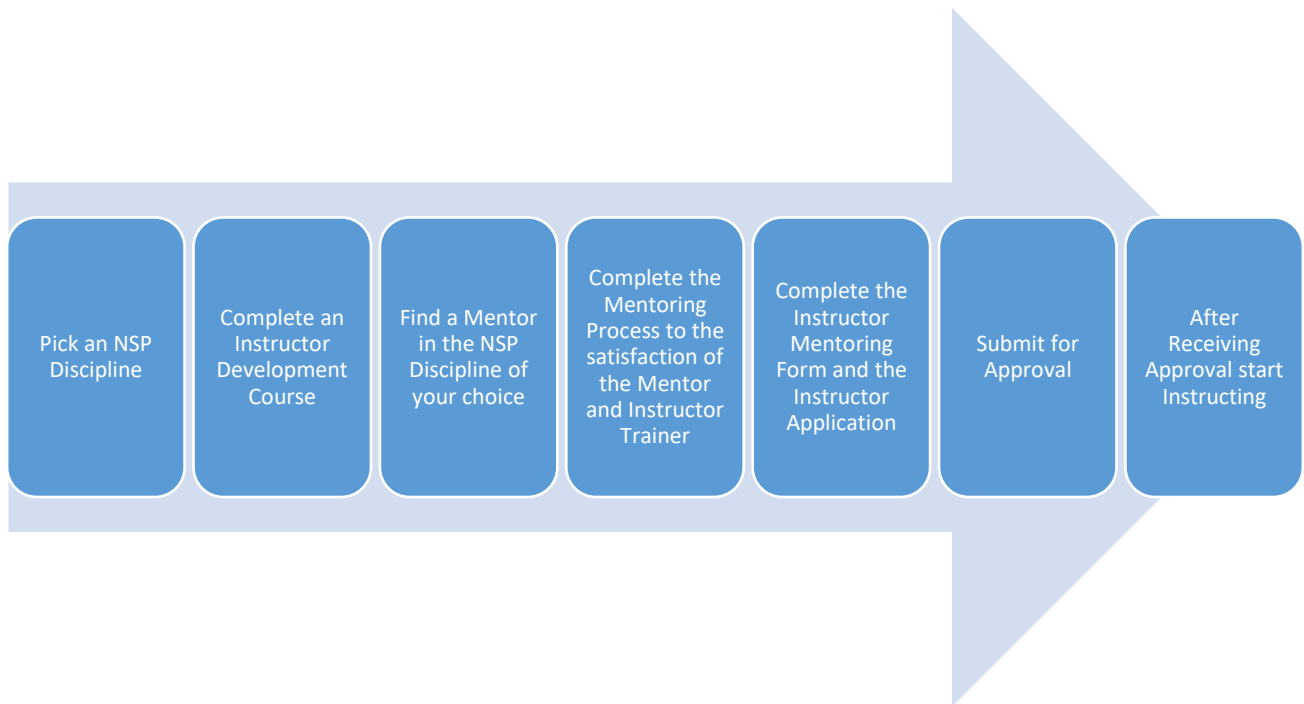 Pick an NSP
Discipline
Complete an
Instructor
Development
Course
Find a Mentor
in the NSP
Discipline of
your choice
Complete the
Mentoring
Process to the
satisfaction of
the Mentor
and Instructor
Trainer
Complete the
Instructor
Mentoring
Form and the
Instructor
Application
Submit for
Approval
After
Receiving
Approval start
Instructing